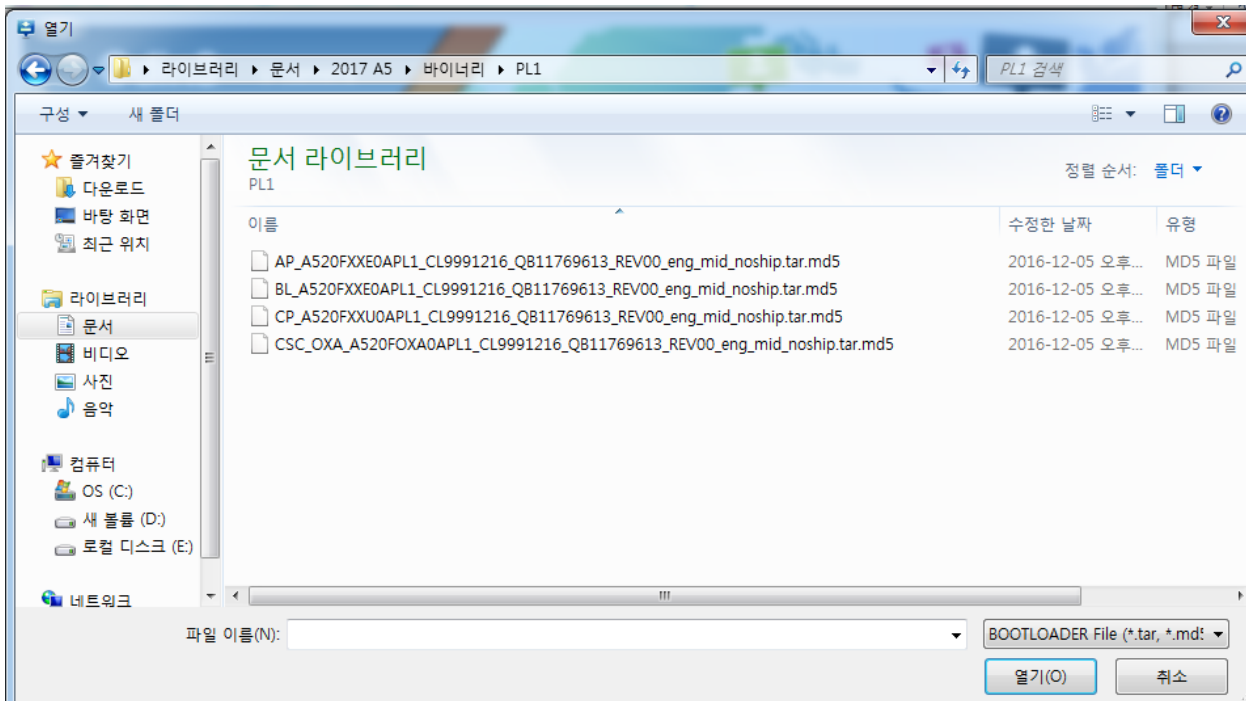 열기
라이브러리 ▸ 문서 ▸ 2017 A5 ▸ 바이너리 ▸ PL1
PL1 검색
구성 새 폴더
즐겨찾기
다운로드
바탕 화면
최근 위치
라이브러리
문서
비디오
사진
음악
컴퓨터
OS (C:)
새 볼륨 (D:)
로컬 디스크 (E:)
네트워크
문서 라이브러리
PL1
정렬 순서: 폴더
이름 수정한 날짜 유형
AP_A520FXXE0APL1_CL9991216_QB11769613_REV00_eng_mid_noship.tar.md5 2016-12-05 오후... MD5 파일
BL_A520FXXE0APL1_CL9991216_QB11769613_REV00_eng_mid_noship.tar.md5 2016-12-05 오후... MD5 파일
CP_A520FXXU0APL1_CL9991216_QB11769613_REV00_eng_mid_noship.tar.md5 2016-12-05 오후... MD5 파일
CSC_OXA_A520FOXA0APL1_CL9991216_QB11769613_REV00_eng_mid_noship.tar.md5 2016-12-05 오후... MD5 파일
파일 이름(N):
BOOTLOADER File (*.tar, *.md5
열기(O) 취소